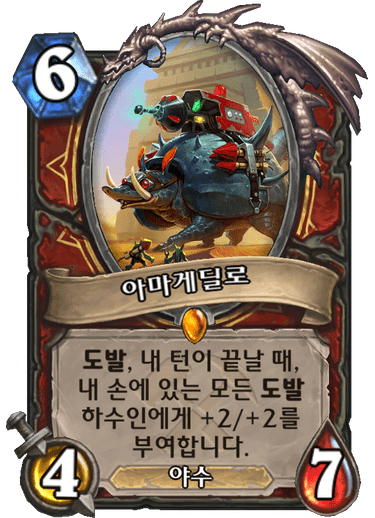 6
아마게딜로
도발, 내 턴이 끝날 때,
내 손에 있는 모든 도발
하수인에게 +2/+2를
부여합니다.
야수
4
7